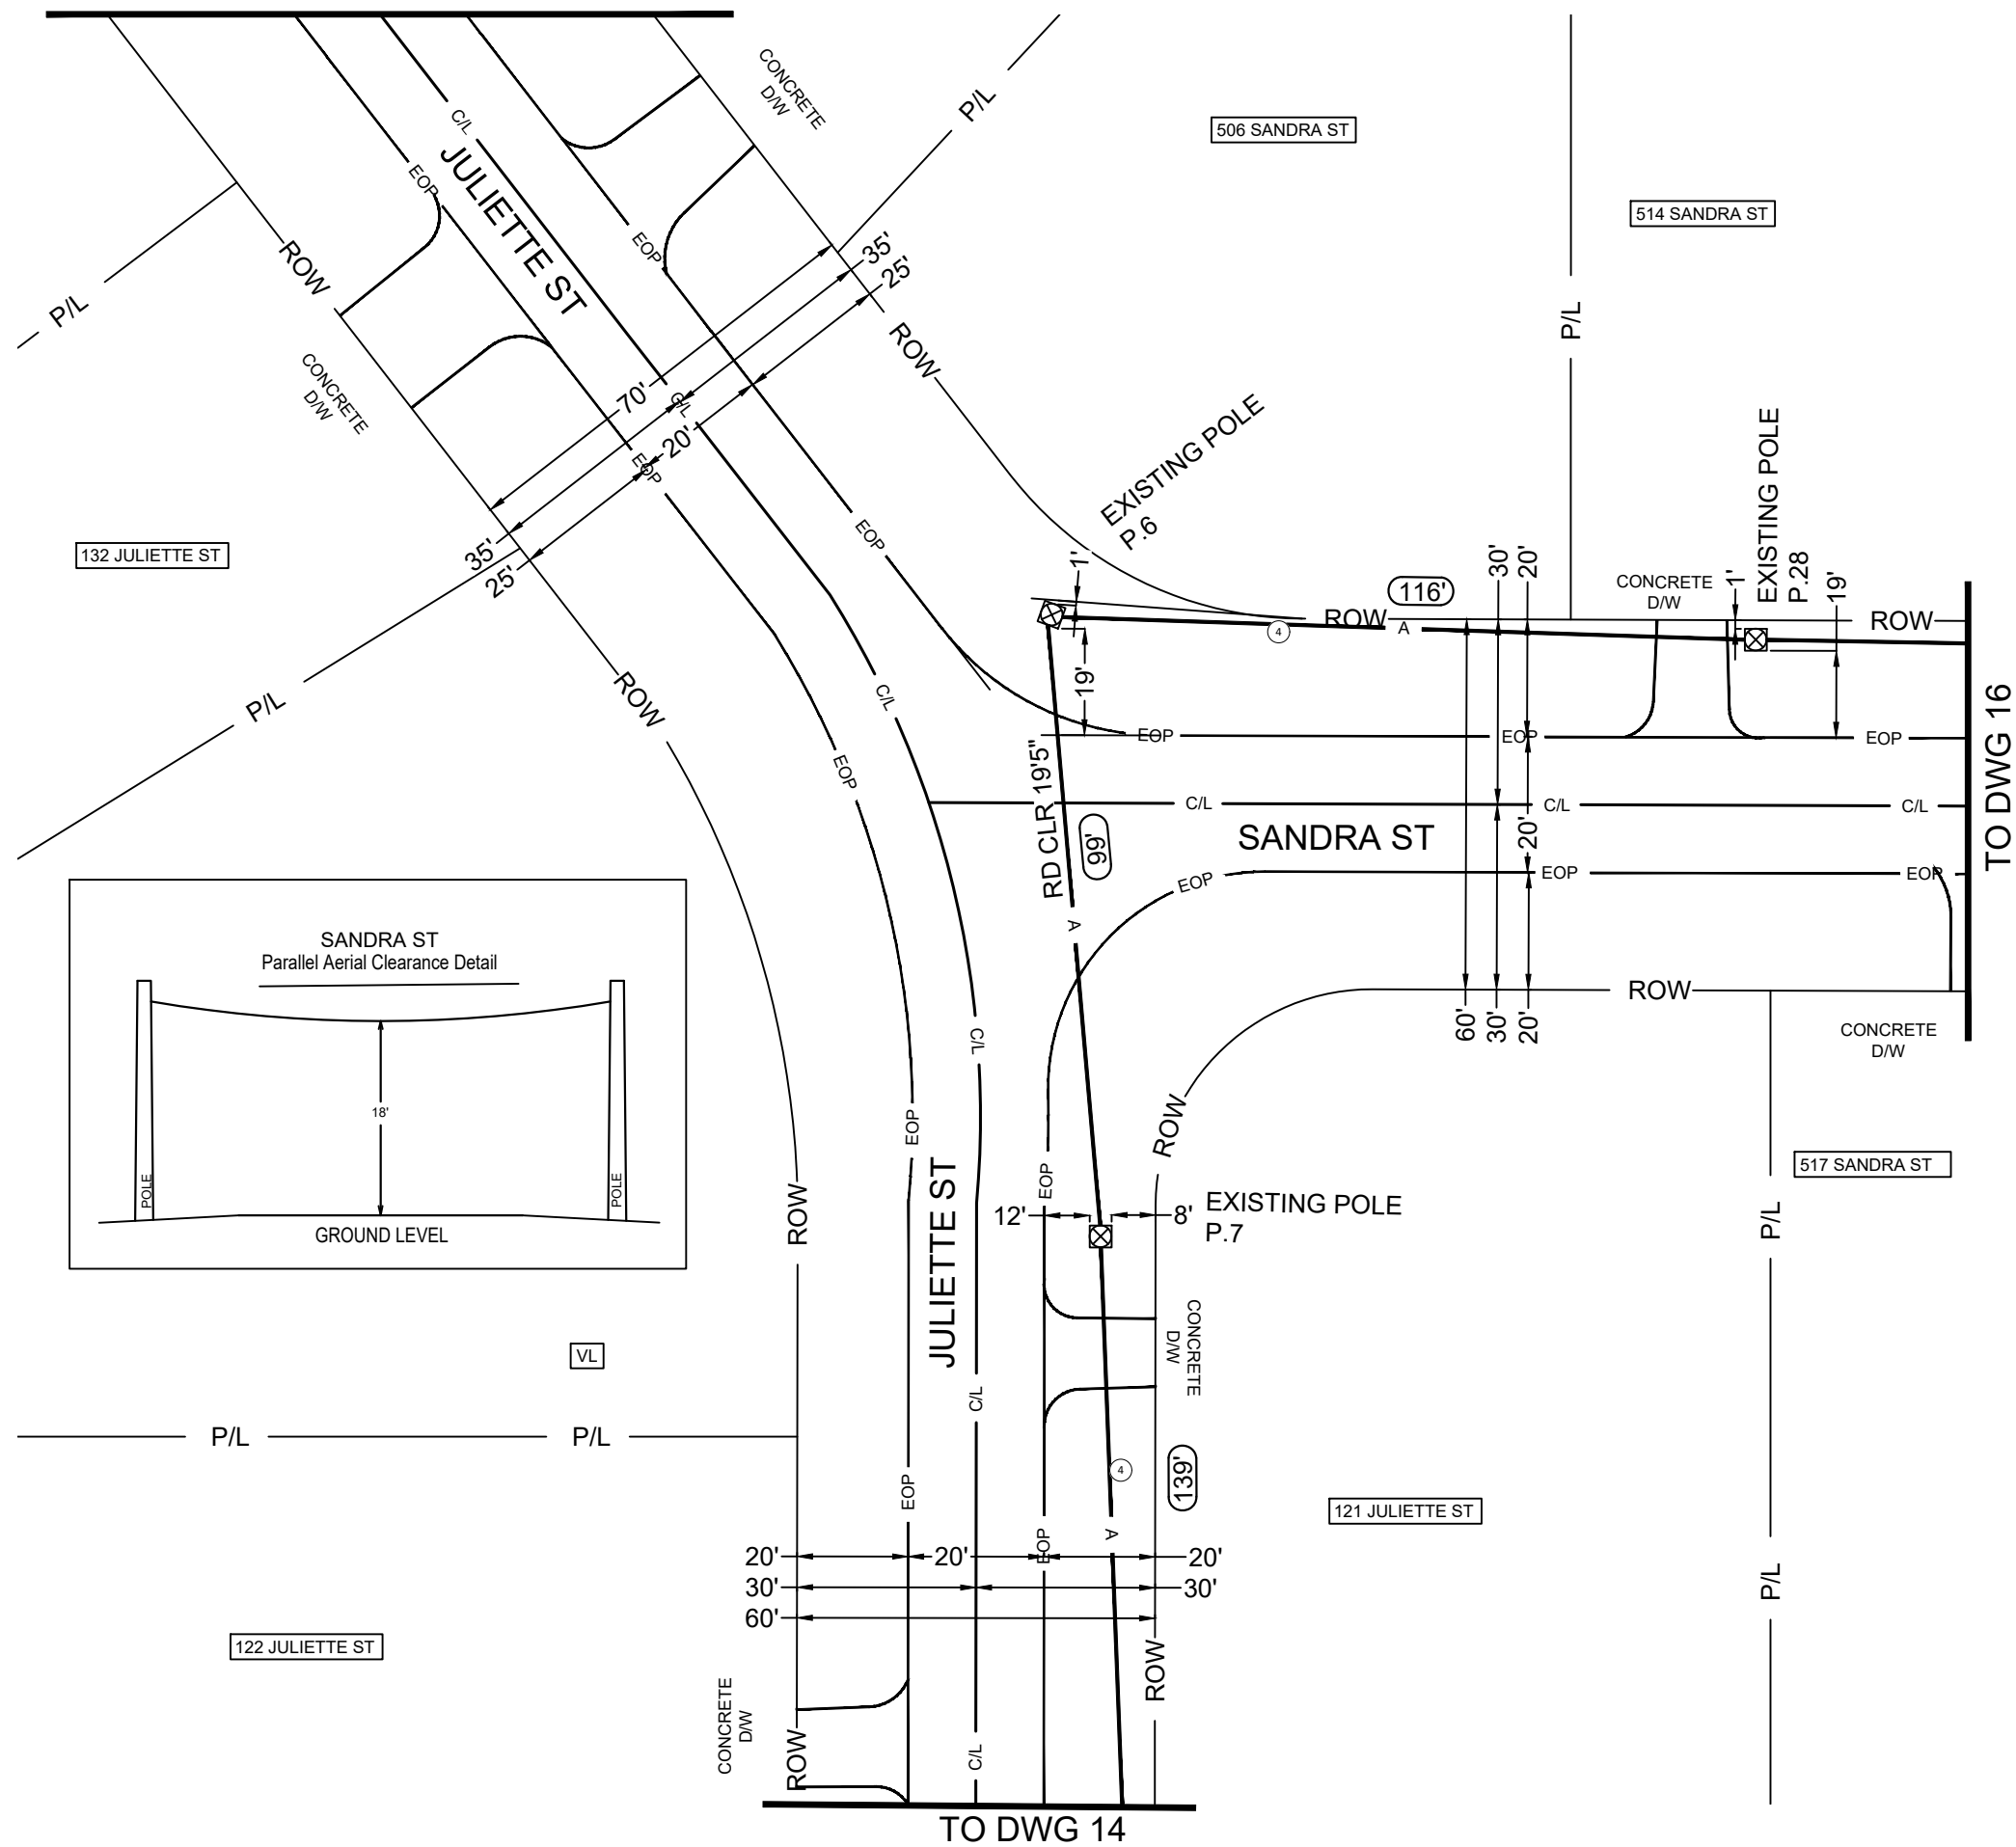 CONCRETE
D/W
P/L
506 SANDRA ST
C/L
JULIETTE ST
EOP
514 SANDRA ST
EOP
ROW
35'
25'
P/L
P/L
ROW
CONCRETE
D/W
70'
C/L
20'
EOP
EXISTING POLE
P.6
EXISTING POLE
P.28
132 JULIETTE ST
35'
25'
EOP
1'
116'
30'
20'
CONCRETE
D/W
1'
19'
ROW
4
A
ROW
P/L
ROW
C/L
19'
EOP
EOP
EOP
EOP
TO DWG 16
RD CLR 19'5"
C/L
C/L
C/L
99'
SANDRA ST
20'
EOP
EOP
EOP
A
SANDRA ST
Parallel Aerial Clearance Detail
18'
POLE
POLE
GROUND LEVEL
ROW
60'
30'
20'
CONCRETE
D/W
C/L
EOP
ROW
517 SANDRA ST
EOP
JULIETTE ST
ROW
12'
8'
EXISTING POLE
P.7
P/L
CONCRETE
D/W
VL
C/L
P/L
P/L
4
139'
EOP
121 JULIETTE ST
EOP
A
20'
20'
20'
30'
30'
60'
P/L
122 JULIETTE ST
ROW
CONCRETE
D/W
ROW
C/L
TO DWG 14